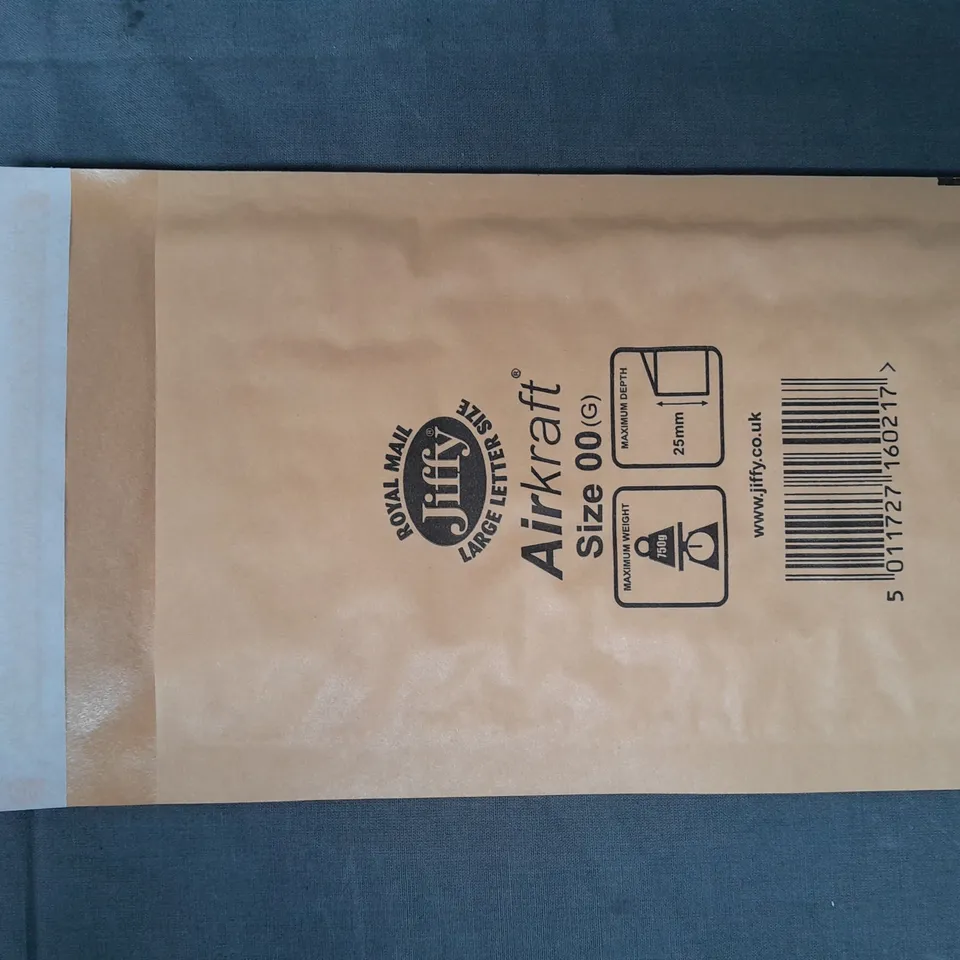 ROYAL MAIL
Jiffy®
LARGE LETTER SIZE
Airkraft®
Size 00 (G)
MAXIMUM WEIGHT
750g
MAXIMUM DEPTH
25mm
www.jiffy.co.uk
5 011727 160217 >